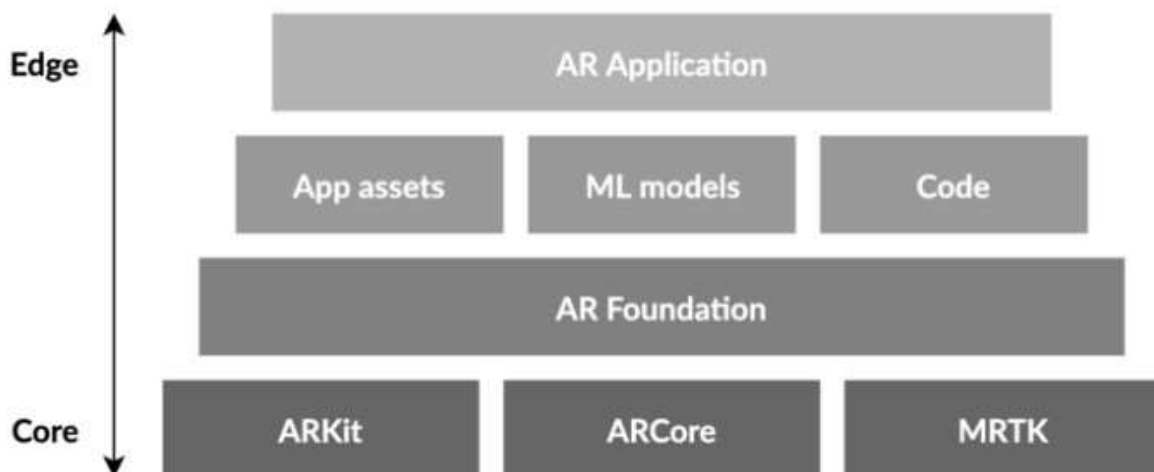 Edge
AR Application
App assets
ML models
Code
AR Foundation
Core
ARKit
ARCore
MRTK